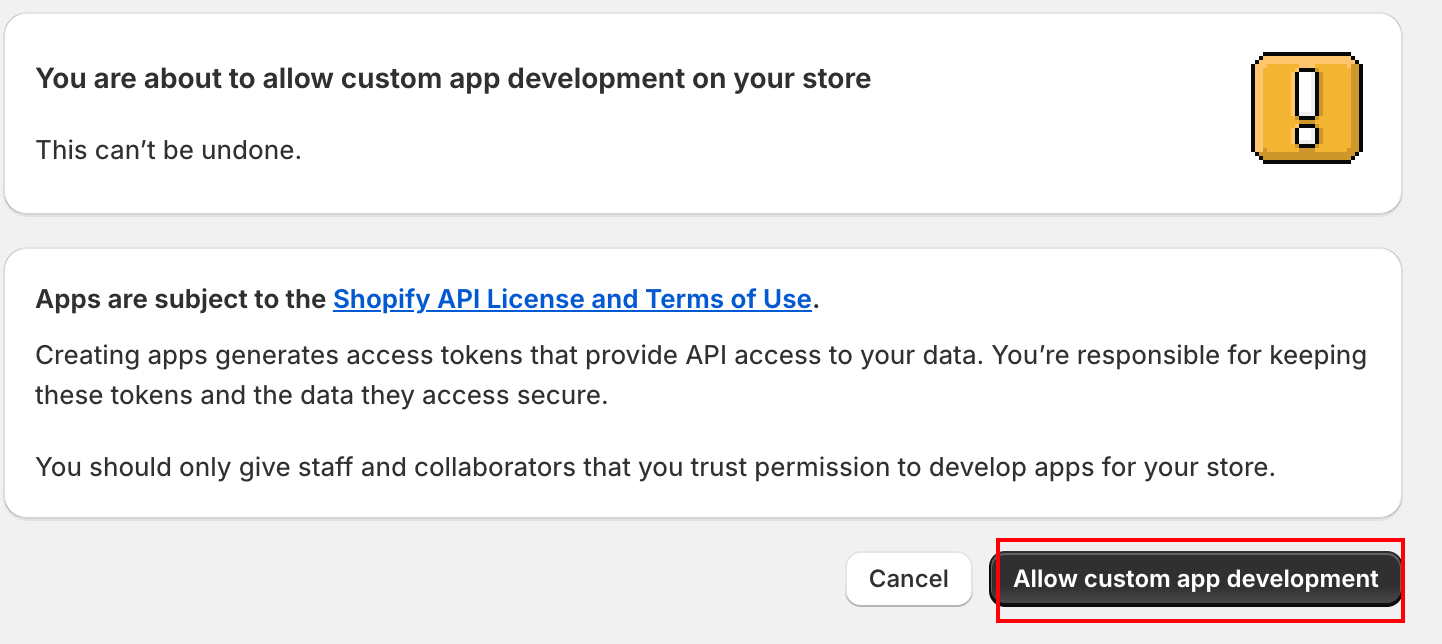 You are about to allow custom app development on your store
This can’t be undone.
Apps are subject to the Shopify API License and Terms of Use.
Creating apps generates access tokens that provide API access to your data. You’re responsible for keeping
these tokens and the data they access secure.
You should only give staff and collaborators that you trust permission to develop apps for your store.
Cancel
Allow custom app development